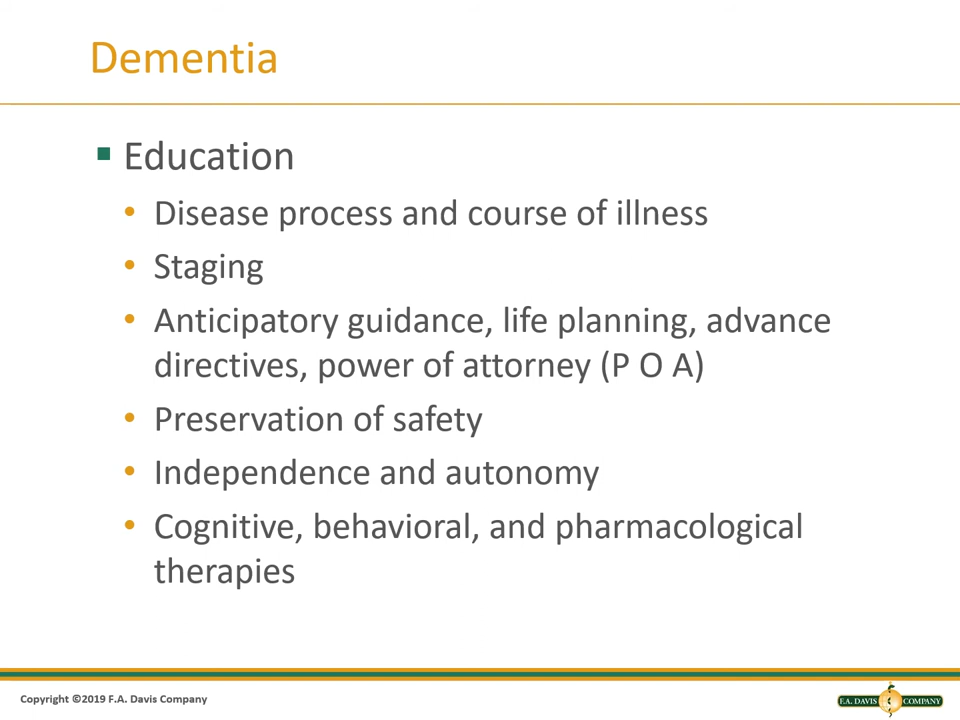 Dementia
▪ Education
• Disease process and course of illness
• Staging
• Anticipatory guidance, life planning, advance
directives, power of attorney (P O A)
• Preservation of safety
• Independence and autonomy
• Cognitive, behavioral, and pharmacological
therapies
Copyright ©2019 F.A. Davis Company
F.A. DAVIS COMPANY